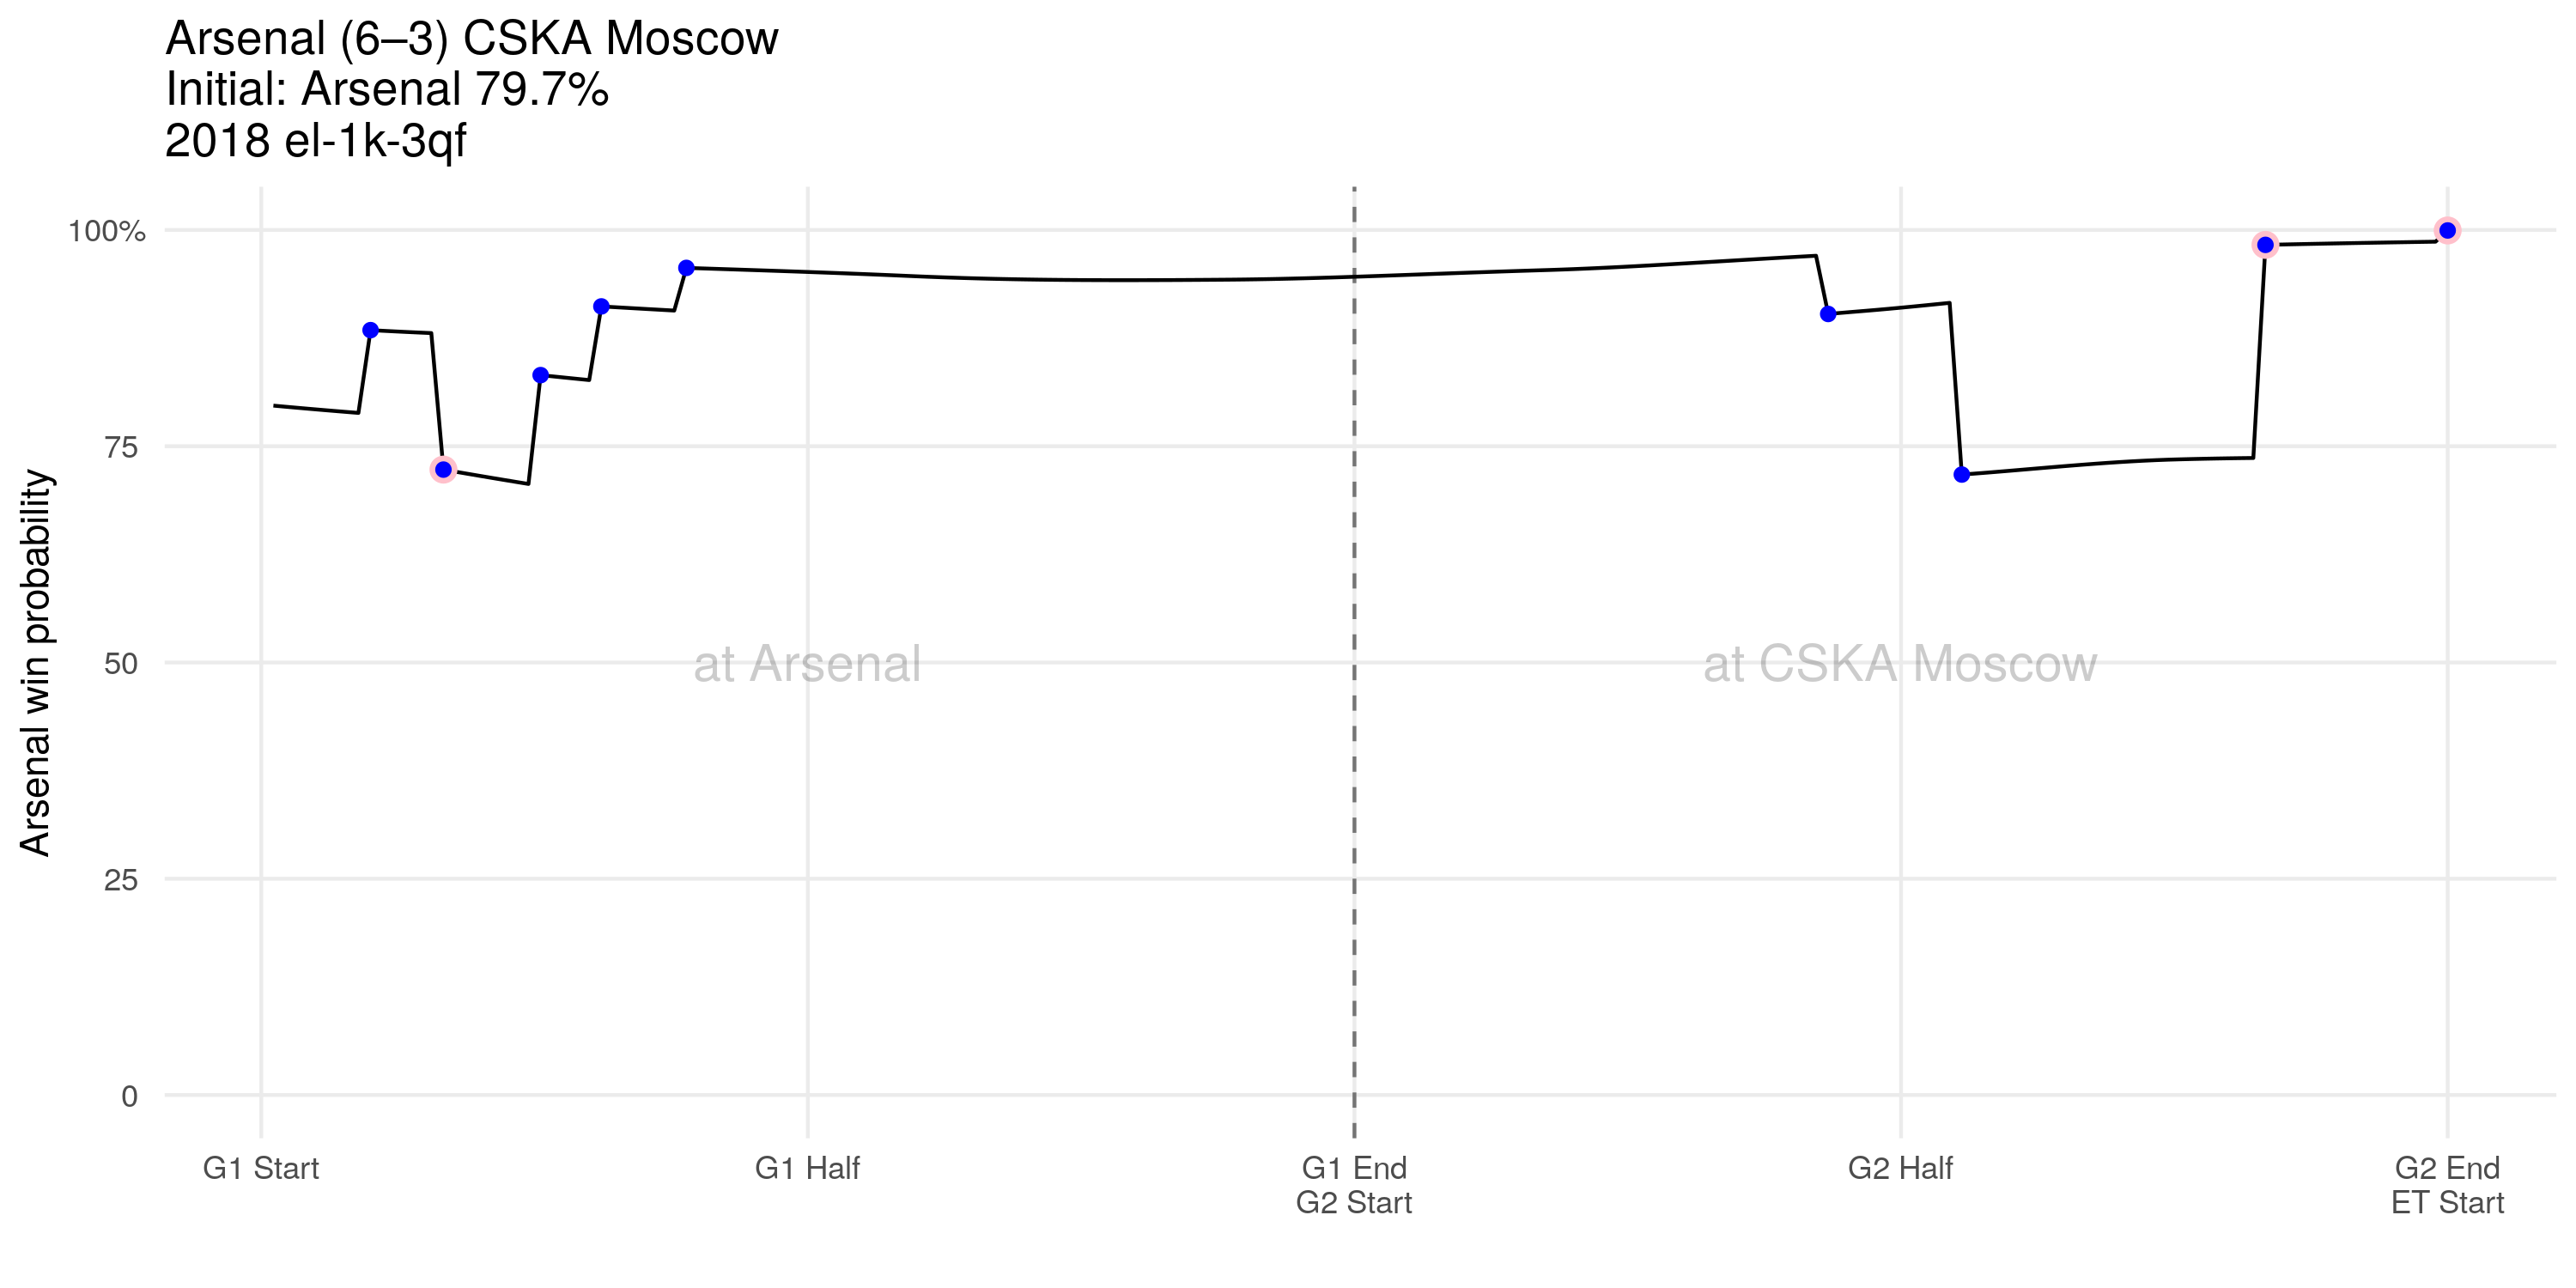 Arsenal (6–3) CSKA Moscow
Initial: Arsenal 79.7%
2018 el-1k-3qf
Arsenal win probability
100%
75
50
25
0
at Arsenal
at CSKA Moscow
G1 Start
G1 Half
G1 End
G2 Start
G2 Half
G2 End
ET Start